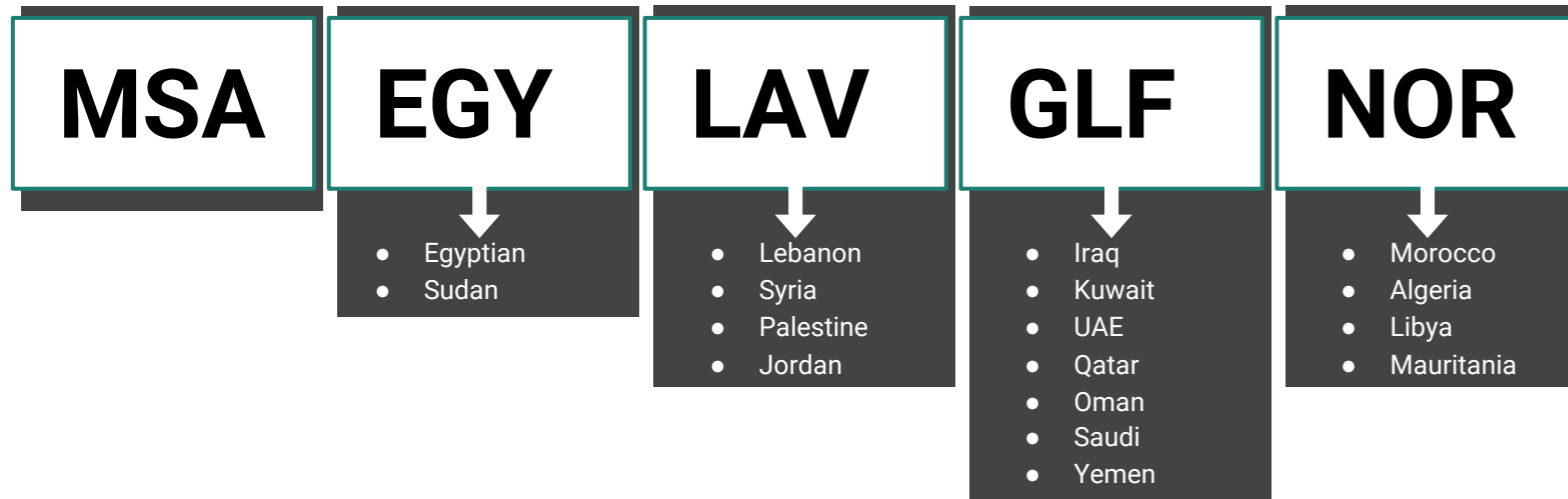 MSA
EGY
LAV
GLF
NOR
● Egyptian
● Sudan
● Lebanon
● Syria
● Palestine
● Jordan
● Iraq
● Kuwait
● UAE
● Qatar
● Oman
● Saudi
● Yemen
● Morocco
● Algeria
● Libya
● Mauritania